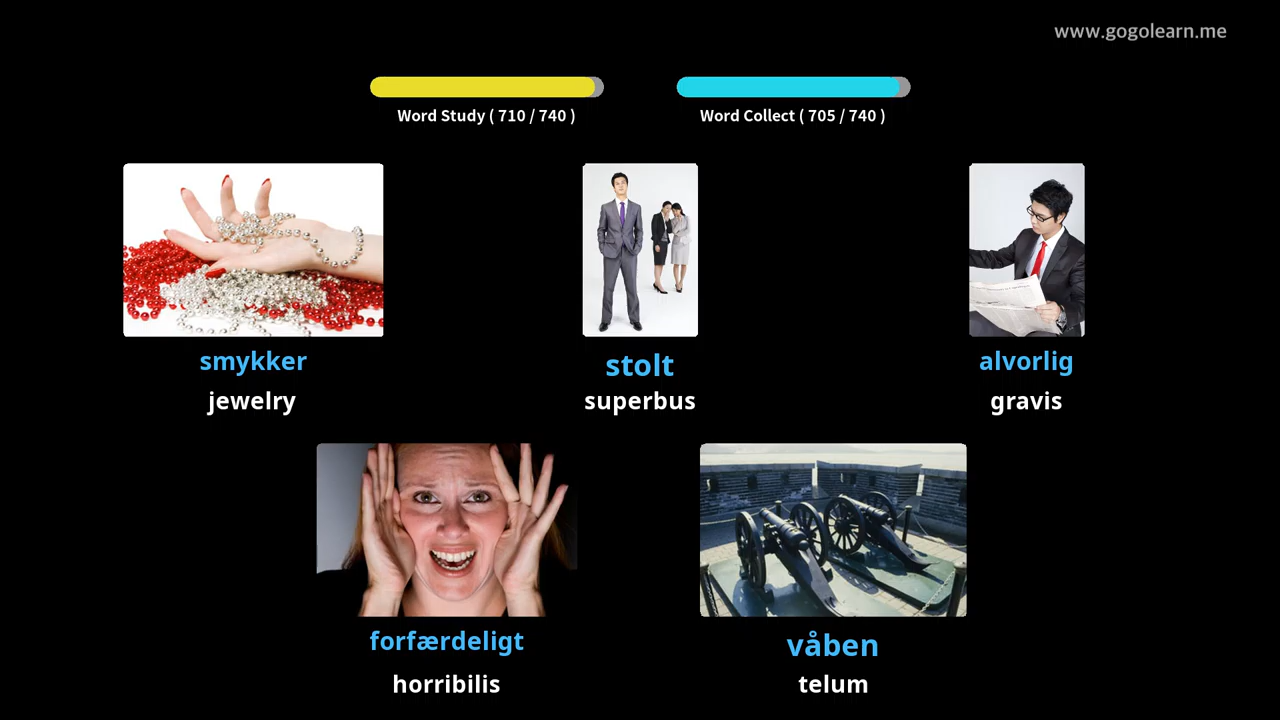 www.gogolearn.me
Word Study ( 710 / 740 )
Word Collect ( 705 / 740 )
smykker
jewelry
stolt
superbus
alvorlig
gravis
forfærdeligt
horribilis
våben
telum